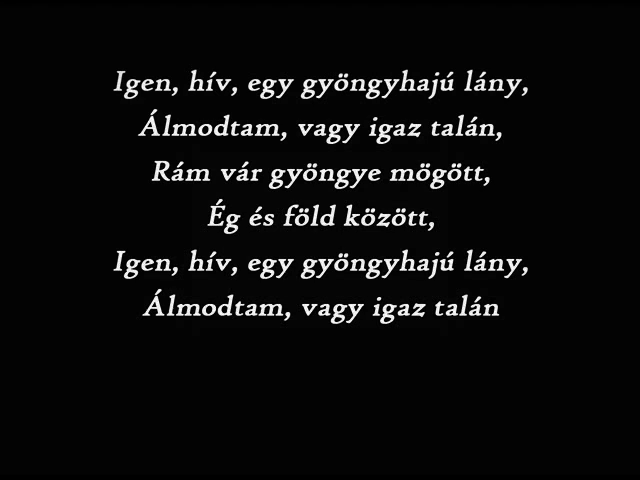 Igen, hív, egy gyöngyhajú lány,
Álmodtam, vagy igaz talán,
Rám vár gyöngye mögött,
Ég és föld között,
Igen, hív, egy gyöngyhajú lány,
Álmodtam, vagy igaz talán